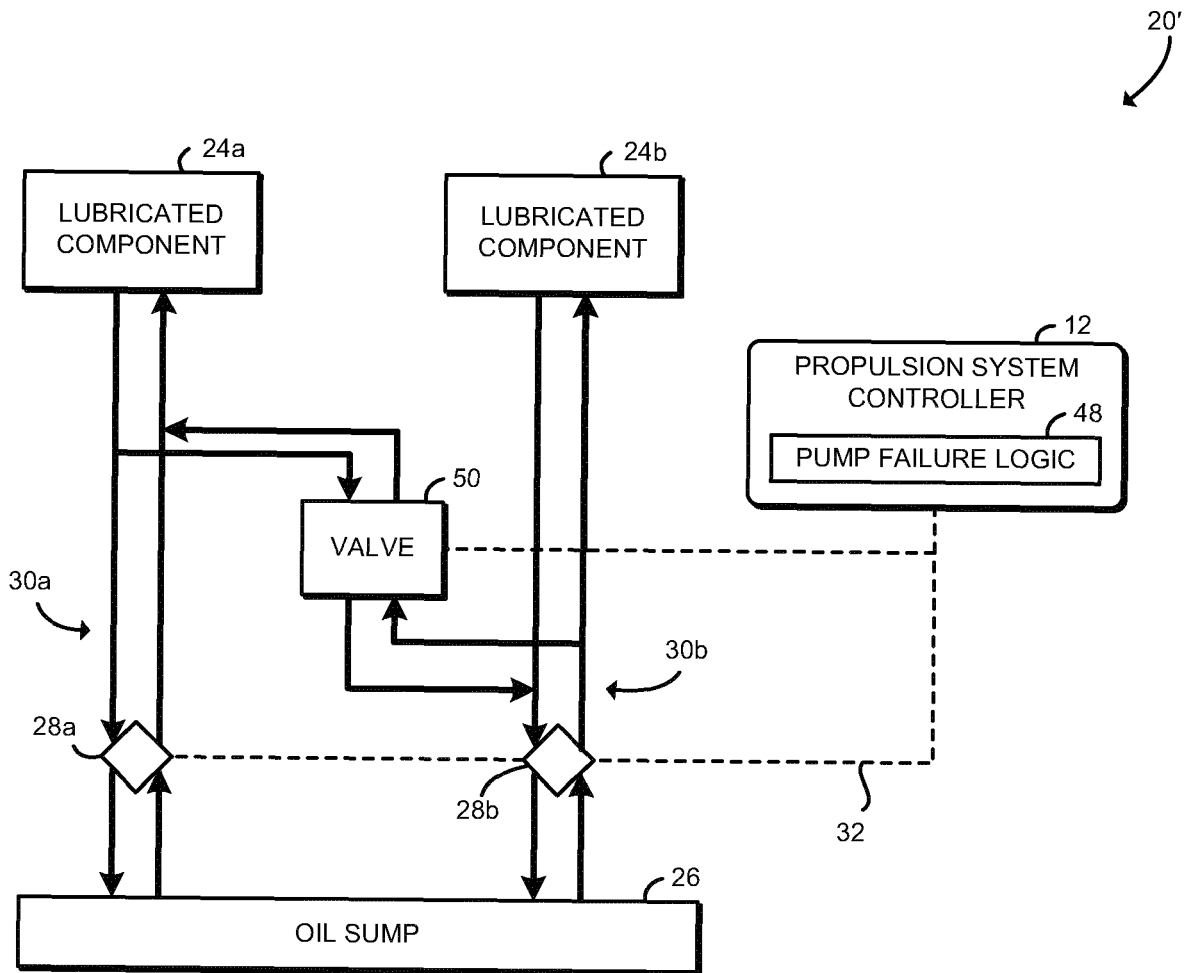 20'
24a
24b
LUBRICATED
COMPONENT
LUBRICATED
COMPONENT
12
PROPULSION SYSTEM
CONTROLLER
48
PUMP FAILURE LOGIC
50
VALVE
30a
30b
28a
28b
32
26
OIL SUMP